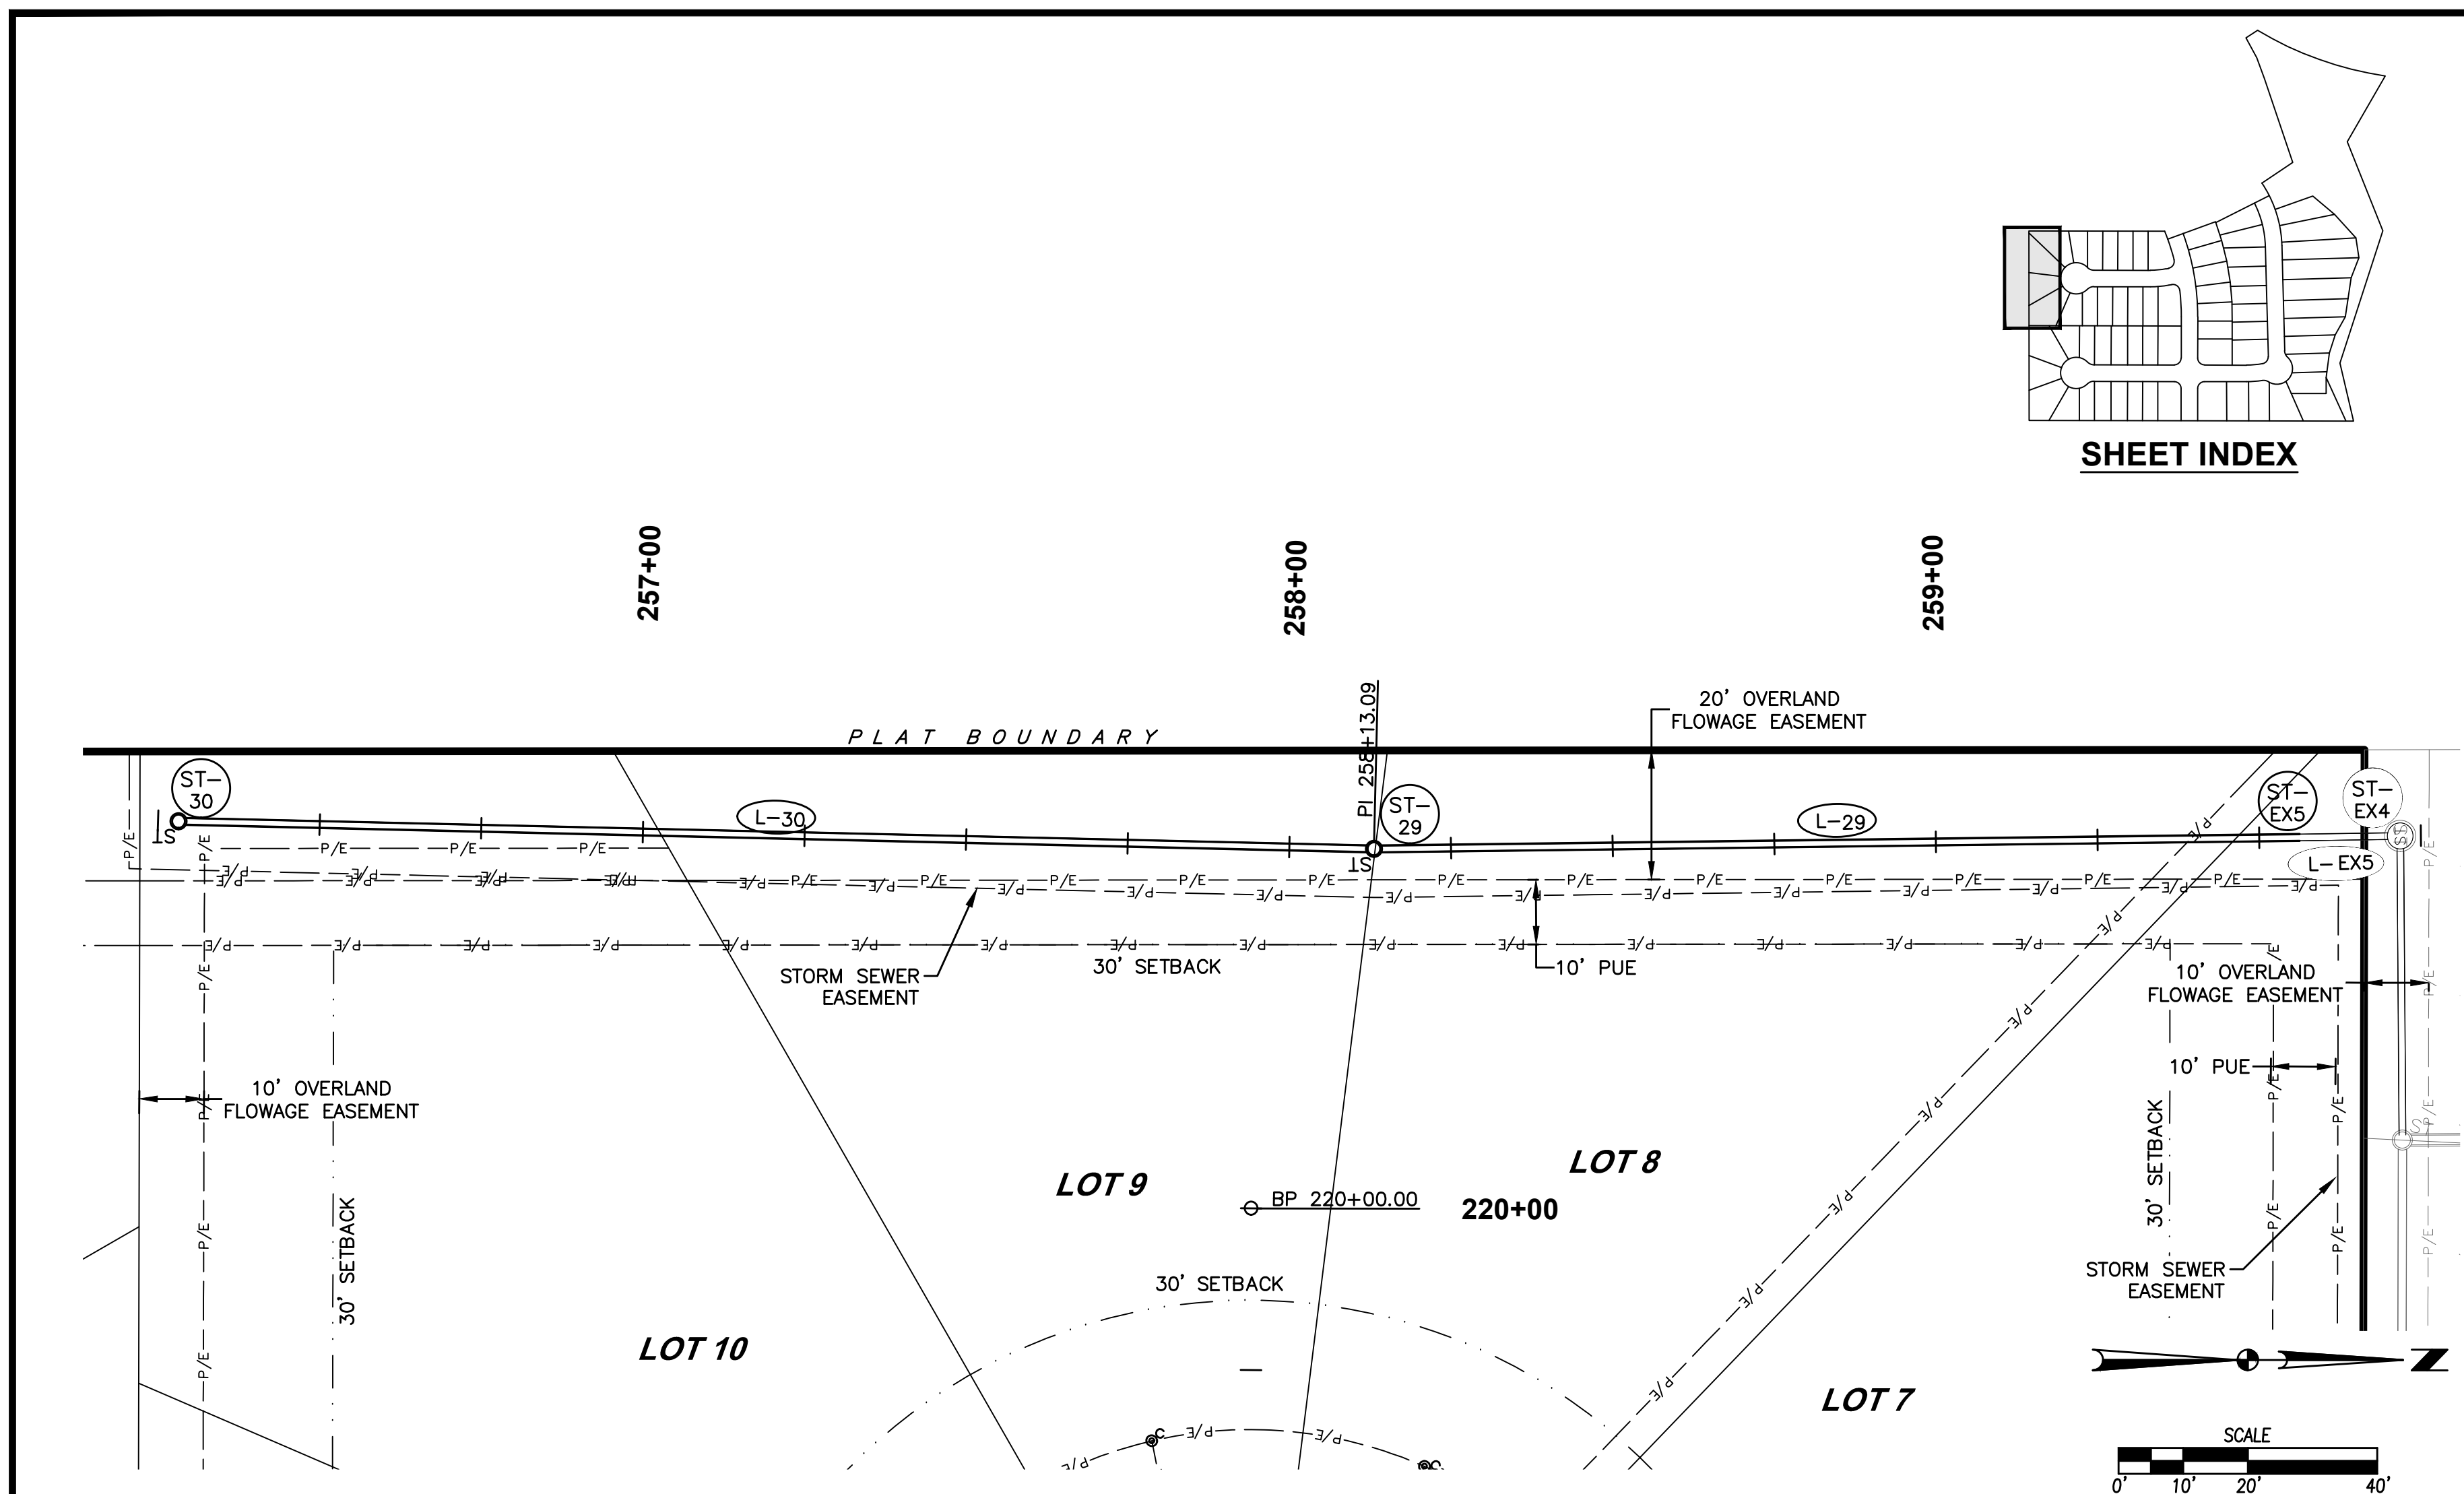 SHEET INDEX
257+00
258+00
259+00
PI 258+13.09
20' OVERLAND
FLOWAGE EASEMENT
PLAT BOUNDARY
ST-
30
L-30
ST-
29
L-29
ST-
EX5
ST-
EX4
L-EX5
ST
ST
ST
P/E
P/E P/E P/E
P/E P/E P/E P/E P/E P/E P/E P/E P/E P/E P/E P/E
30' SETBACK
STORM SEWER
EASEMENT
10' PUE
10' OVERLAND
FLOWAGE EASEMENT
10' OVERLAND
FLOWAGE EASEMENT
10' PUE
30' SETBACK
30' SETBACK
LOT 9
LOT 8
BP 220+00.00
220+00
30' SETBACK
STORM SEWER
EASEMENT
LOT 10
LOT 7
C
C
N
SCALE
0' 10' 20' 40'